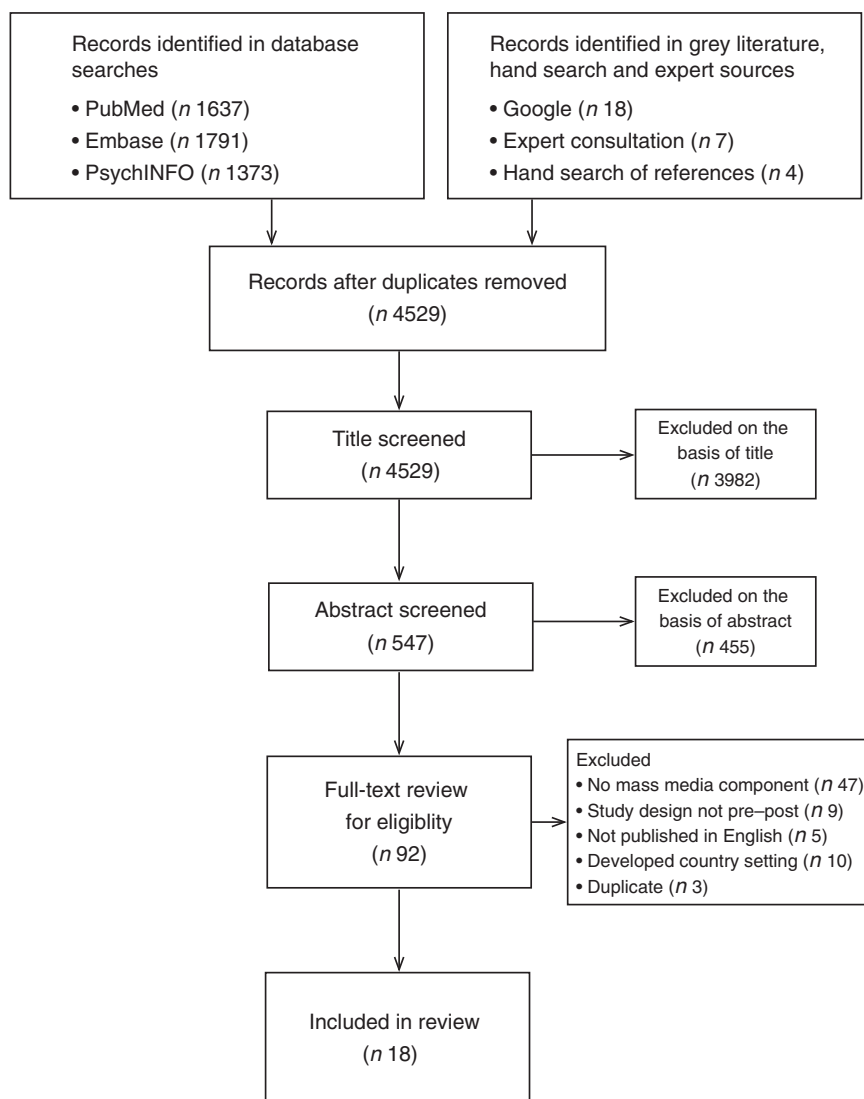 Records identified in database
searches
• PubMed (n 1637)
• Embase (n 1791)
• PsychINFO (n 1373)
Records identified in grey literature,
hand search and expert sources
• Google (n 18)
• Expert consultation (n 7)
• Hand search of references (n 4)
Records after duplicates removed
(n 4529)
Title screened
(n 4529)
Excluded on the
basis of title
(n 3982)
Abstract screened
(n 547)
Excluded on the
basis of abstract
(n 455)
Full-text review
for eligiblity
(n 92)
Excluded
• No mass media component (n 47)
• Study design not pre–post (n 9)
• Not published in English (n 5)
• Developed country setting (n 10)
• Duplicate (n 3)
Included in review
(n 18)